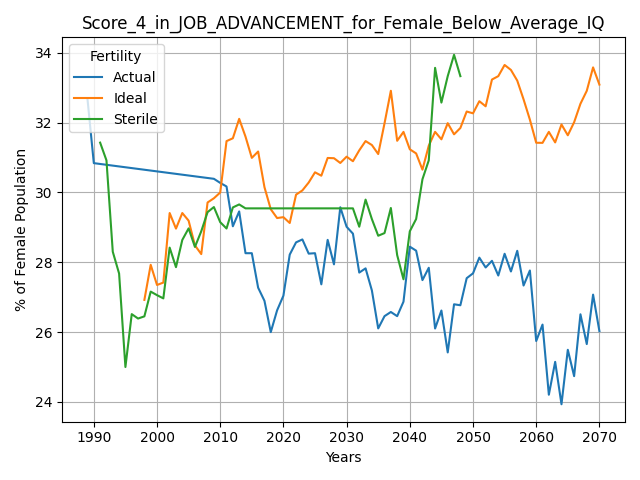 Score_4_in_JOB_ADVANCEMENT_for_Female_Below_Average_IQ
Fertility
Actual
Ideal
Sterile
% of Female Population
34
32
30
28
26
24
1990 2000 2010 2020 2030 2040 2050 2060 2070
Years